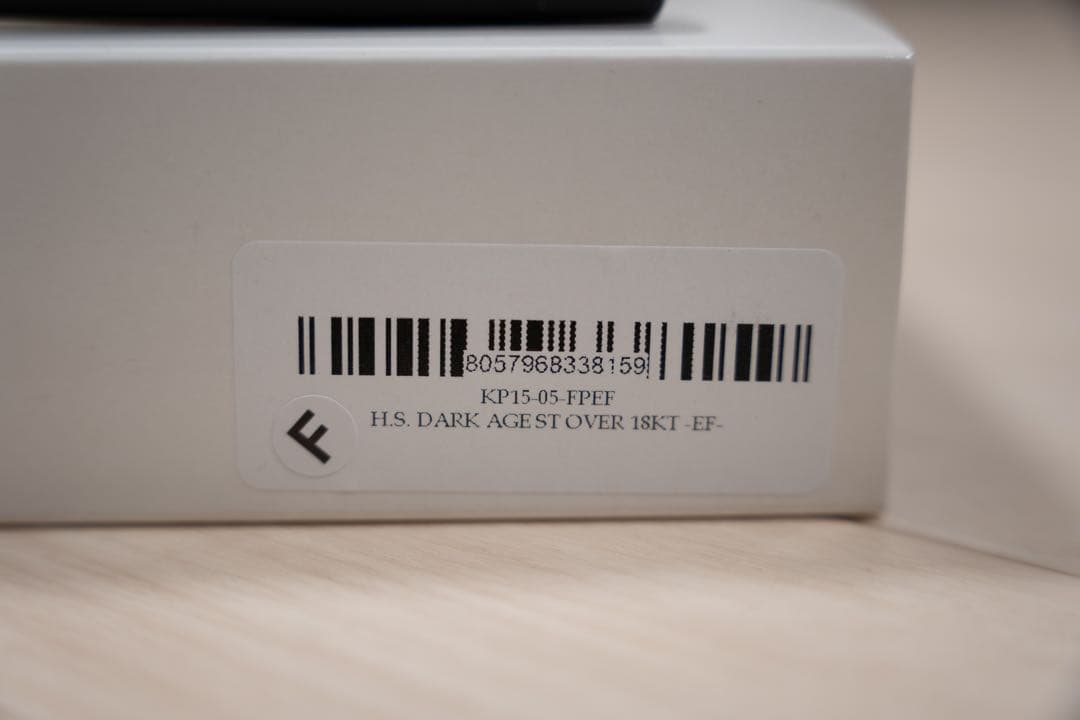 8057968338159
KP15-05-FPEF
H.S. DARK AGE ST OVER 18KT -EF-
F